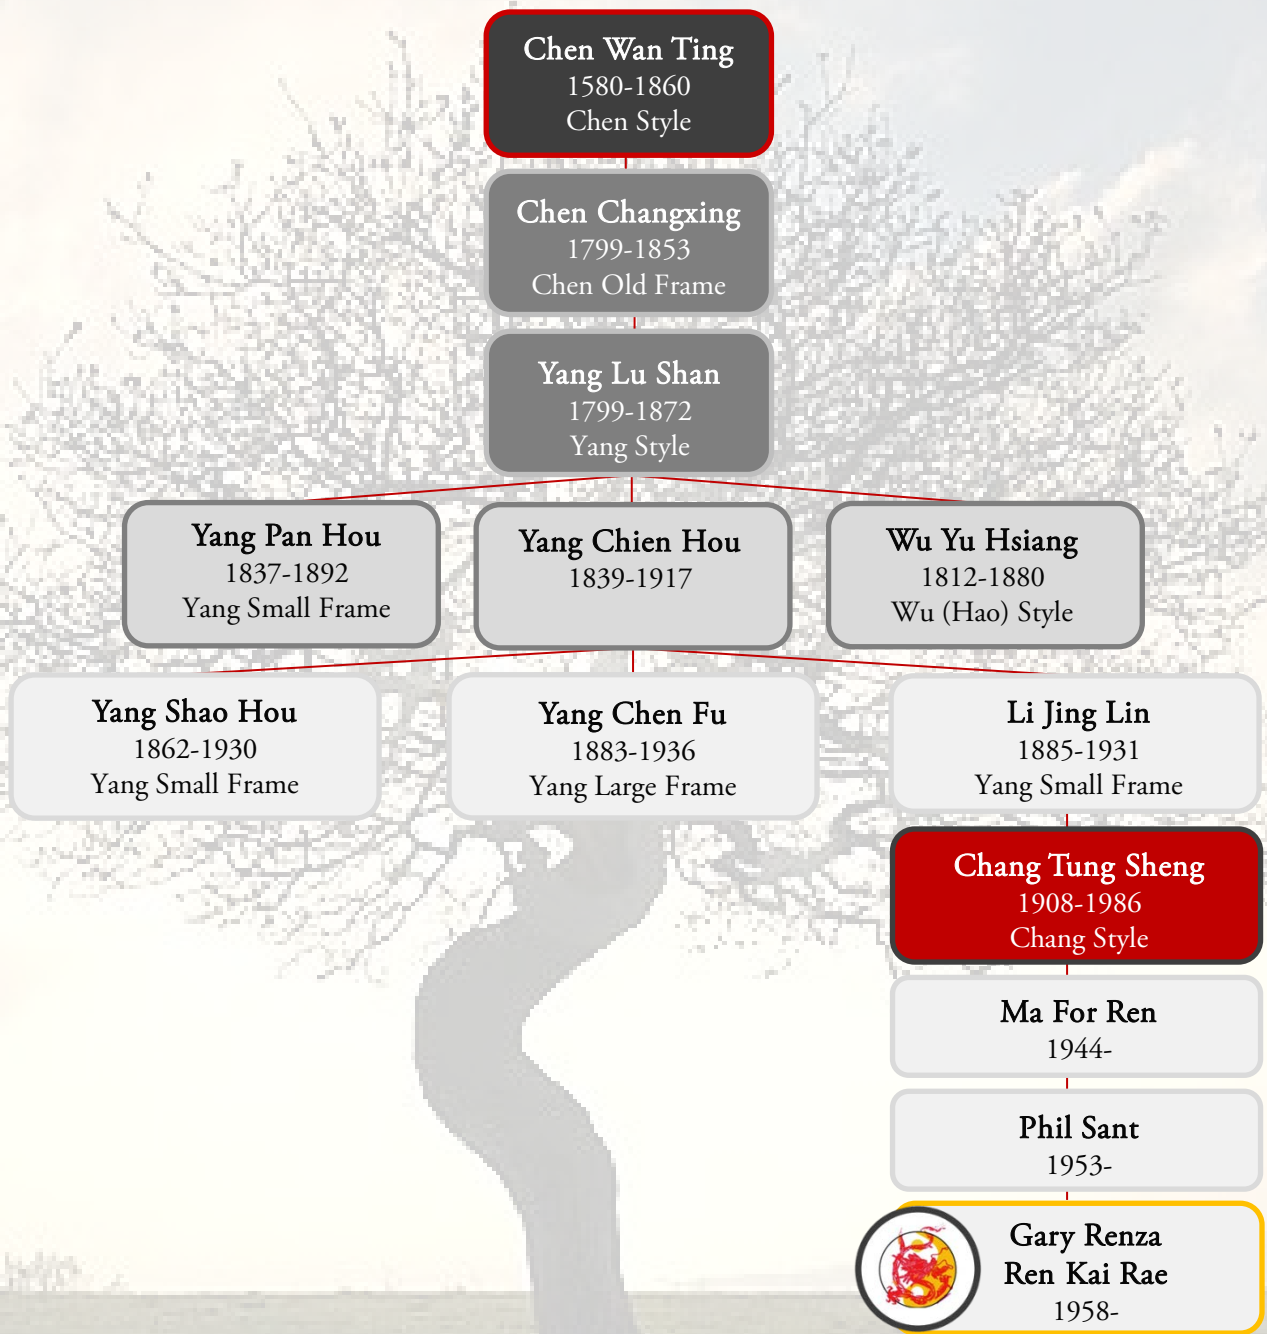 Chen Wan Ting
1580-1860
Chen Style
Chen Changxing
1799-1853
Chen Old Frame
Yang Lu Shan
1799-1872
Yang Style
Yang Pan Hou
1837-1892
Yang Small Frame
Yang Chien Hou
1839-1917
Wu Yu Hsiang
1812-1880
Wu (Hao) Style
Yang Shao Hou
1862-1930
Yang Small Frame
Yang Chen Fu
1883-1936
Yang Large Frame
Li Jing Lin
1885-1931
Yang Small Frame
Chang Tung Sheng
1908-1986
Chang Style
Ma For Ren
1944-
Phil Sant
1953-
Gary Renza
Ren Kai Rae
1958-